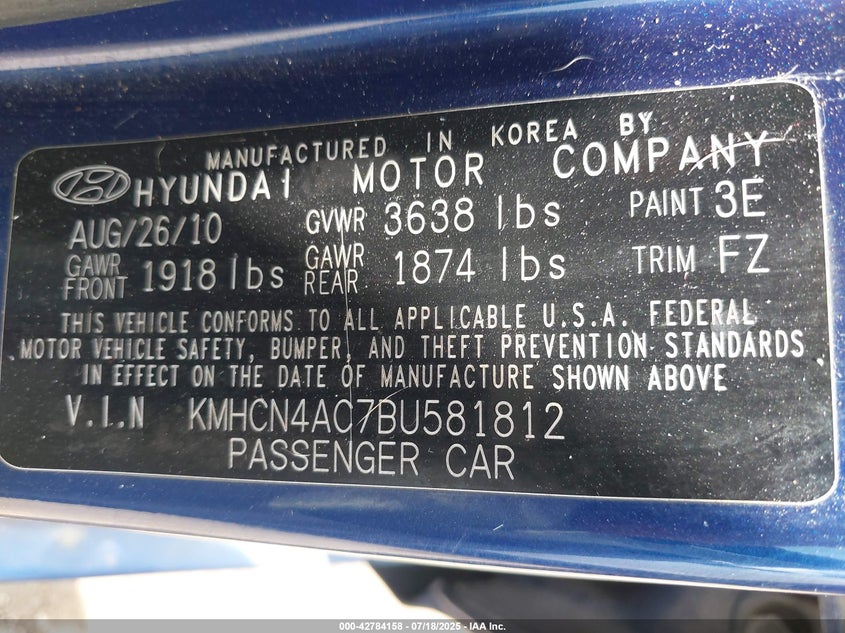 MANUFACTURED IN KOREA BY
HYUNDAI MOTOR COMPANY
AUG/26/10 GVWR 3638 lbs PAINT 3E
GAWR FRONT 1918 lbs GAWR REAR 1874 lbs TRIM FZ
THIS VEHICLE CONFORMS TO ALL APPLICABLE U.S.A. FEDERAL
MOTOR VEHICLE SAFETY, BUMPER, AND THEFT PREVENTION STANDARDS
IN EFFECT ON THE DATE OF MANUFACTURE SHOWN ABOVE
V.I.N KMHCN4AC7BU581812
PASSENGER CAR
000-42784158 - 07/18/2025 - IAA Inc.